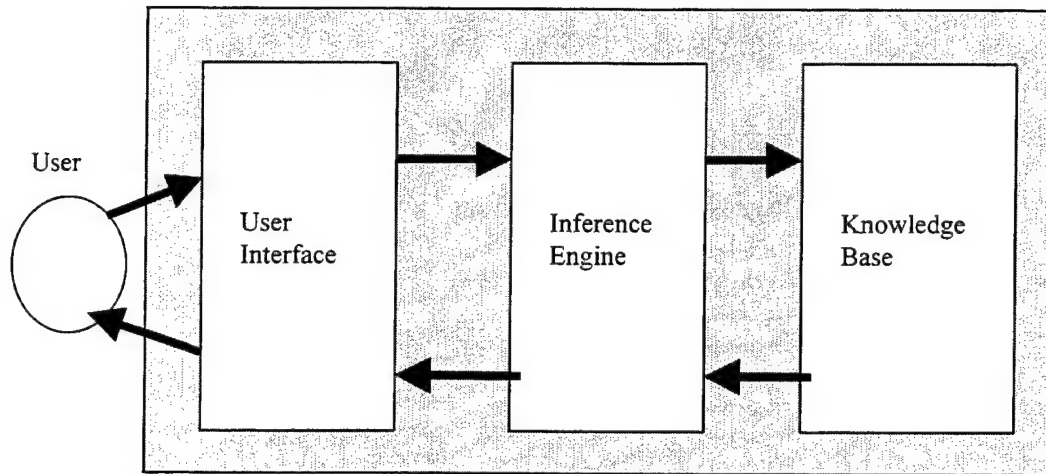 User
User
Interface
Inference
Engine
Knowledge
Base